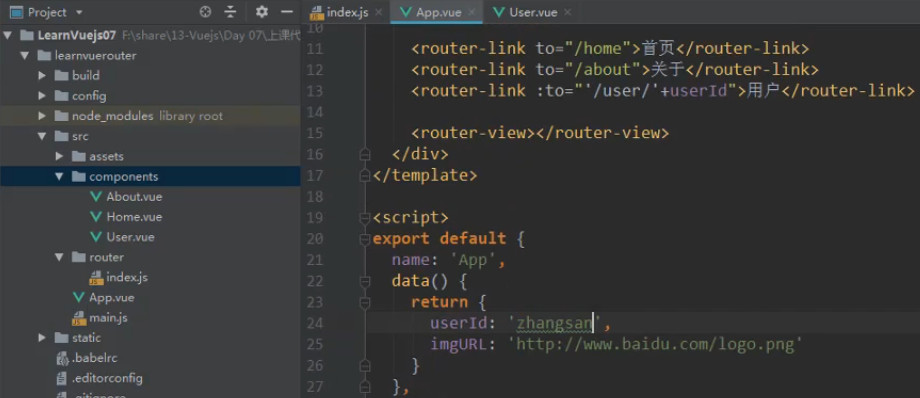 Project
LearnVuejs07 F:\share\13-Vuejs\Day 07\上课代
learnvuerouter
build
config
node_modules library root
src
assets
components
About.vue
Home.vue
User.vue
router
index.js
App.vue
main.js
static
.babelrc
.editorconfig
index.js × App.vue × User.vue ×
10
11 <router-link to="/home">首页</router-link>
12 <router-link to="/about">关于</router-link>
13 <router-link :to="'/user/'+userId">用户</router-link>
14
15 <router-view></router-view>
16 </div>
17 </template>
18
19 <script>
20 export default {
21 name: 'App',
22 data() {
23 return {
24 userId: 'zhangsan',
25 imgURL: 'http://www.baidu.com/logo.png'
26 }
27 },